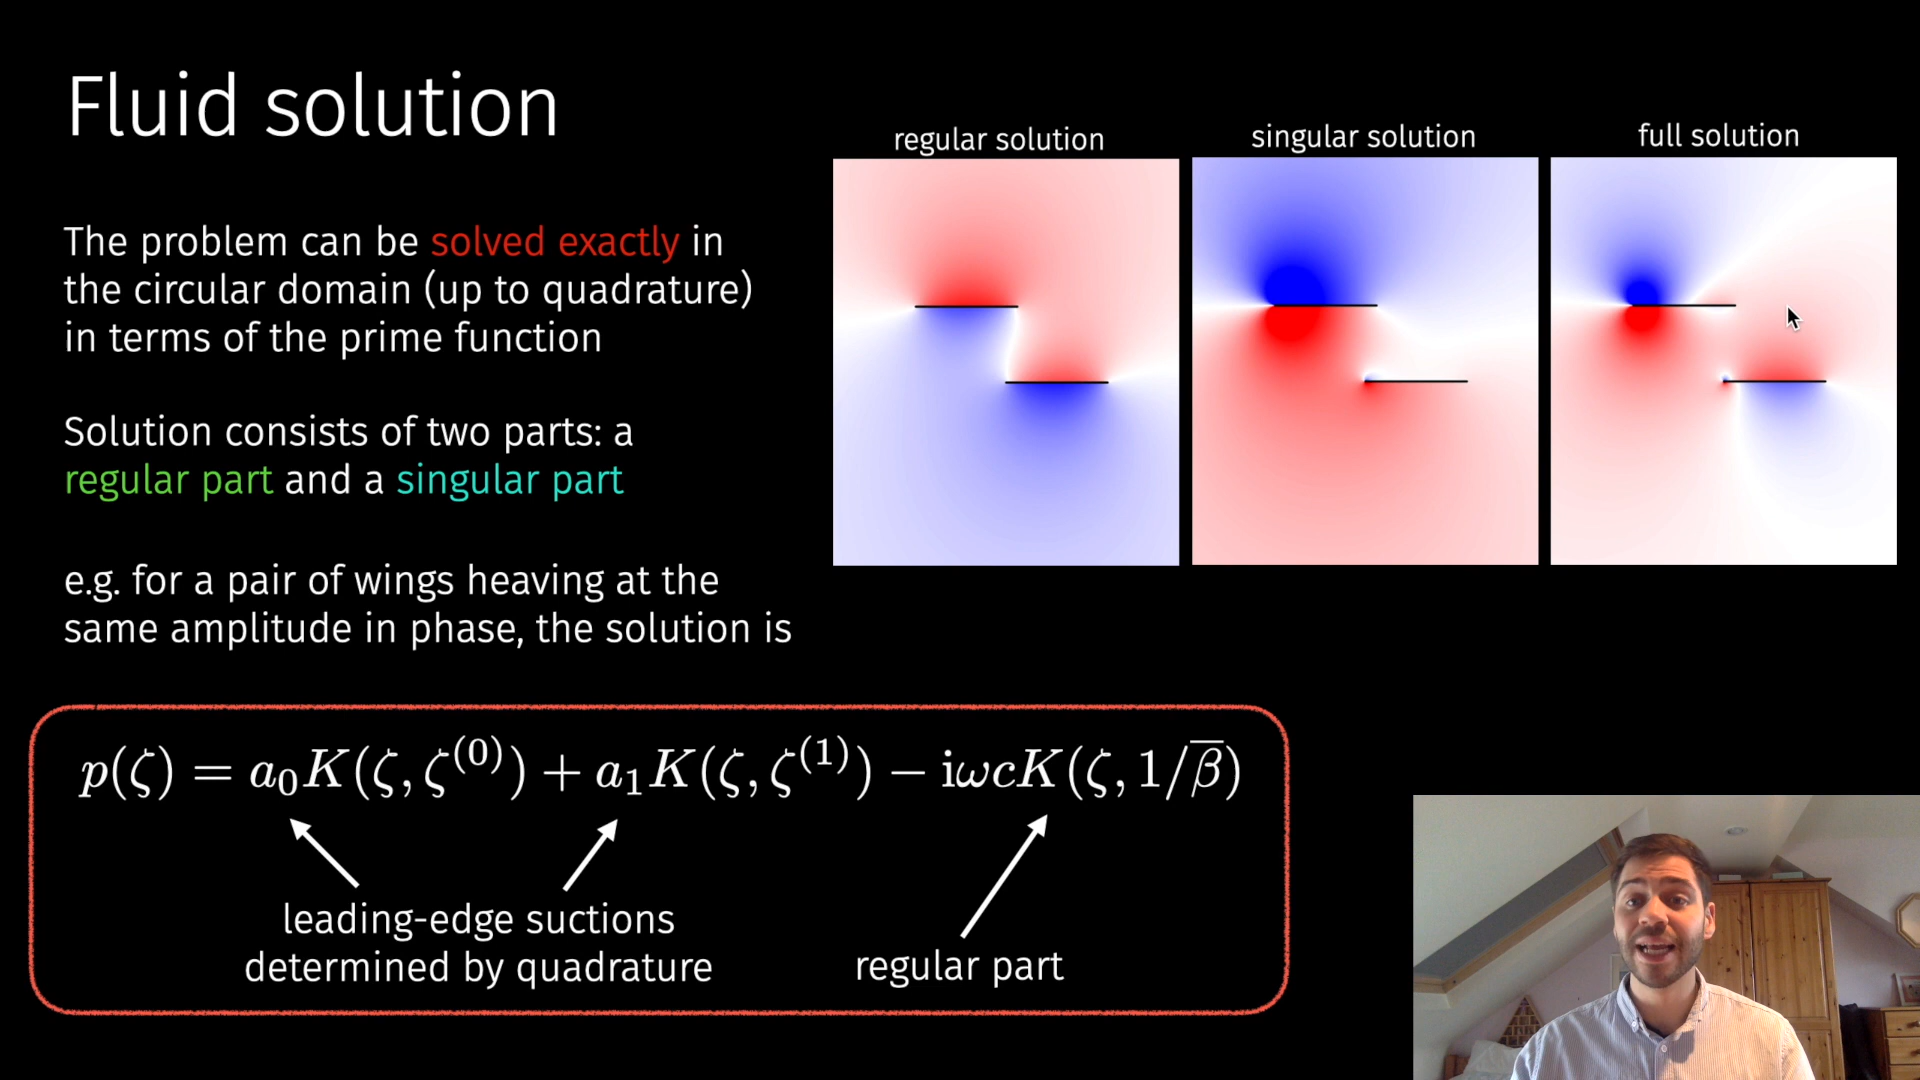 Fluid solution
The problem can be solved exactly in
the circular domain (up to quadrature)
in terms of the prime function
Solution consists of two parts: a
regular part and a singular part
e.g. for a pair of wings heaving at the
same amplitude in phase, the solution is
regular solution
singular solution
full solution
p(ζ) = a₀K(ζ, ζ⁽⁰⁾) + a₁K(ζ, ζ⁽¹⁾) − iωcK(ζ, 1/β̅)
leading-edge suctions
determined by quadrature
regular part